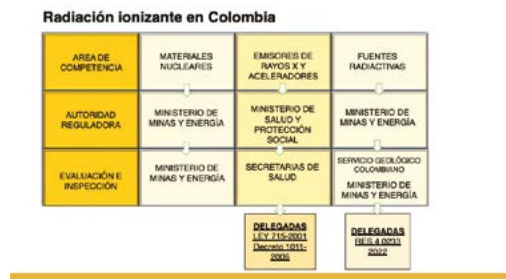 Radiación ionizante en Colombia
AREA DE
COMPETENCIA
MATERIALES
NUCLEARES
EMISORES DE
RAYOS X Y
ACELERADORES
FUENTES
RADIACTIVAS
AUTORIDAD
REGULADORA
MINISTERIO DE
MINAS Y ENERGÍA
MINISTERIO DE
SALUD Y
PROTECCIÓN
SOCIAL
MINISTERIO DE
MINAS Y ENERGÍA
EVALUACIÓN E
INSPECCIÓN
MINISTERIO DE
MINAS Y ENERGÍA
SECRETARIAS DE
SALUD
SERVICIO GEOLÓGICO
COLOMBIANO
MINISTERIO DE
MINAS Y ENERGÍA
DELEGADAS
LEY 715-2001
Decreto 1011-
2006
DELEGADAS
RES 4 0233
2022